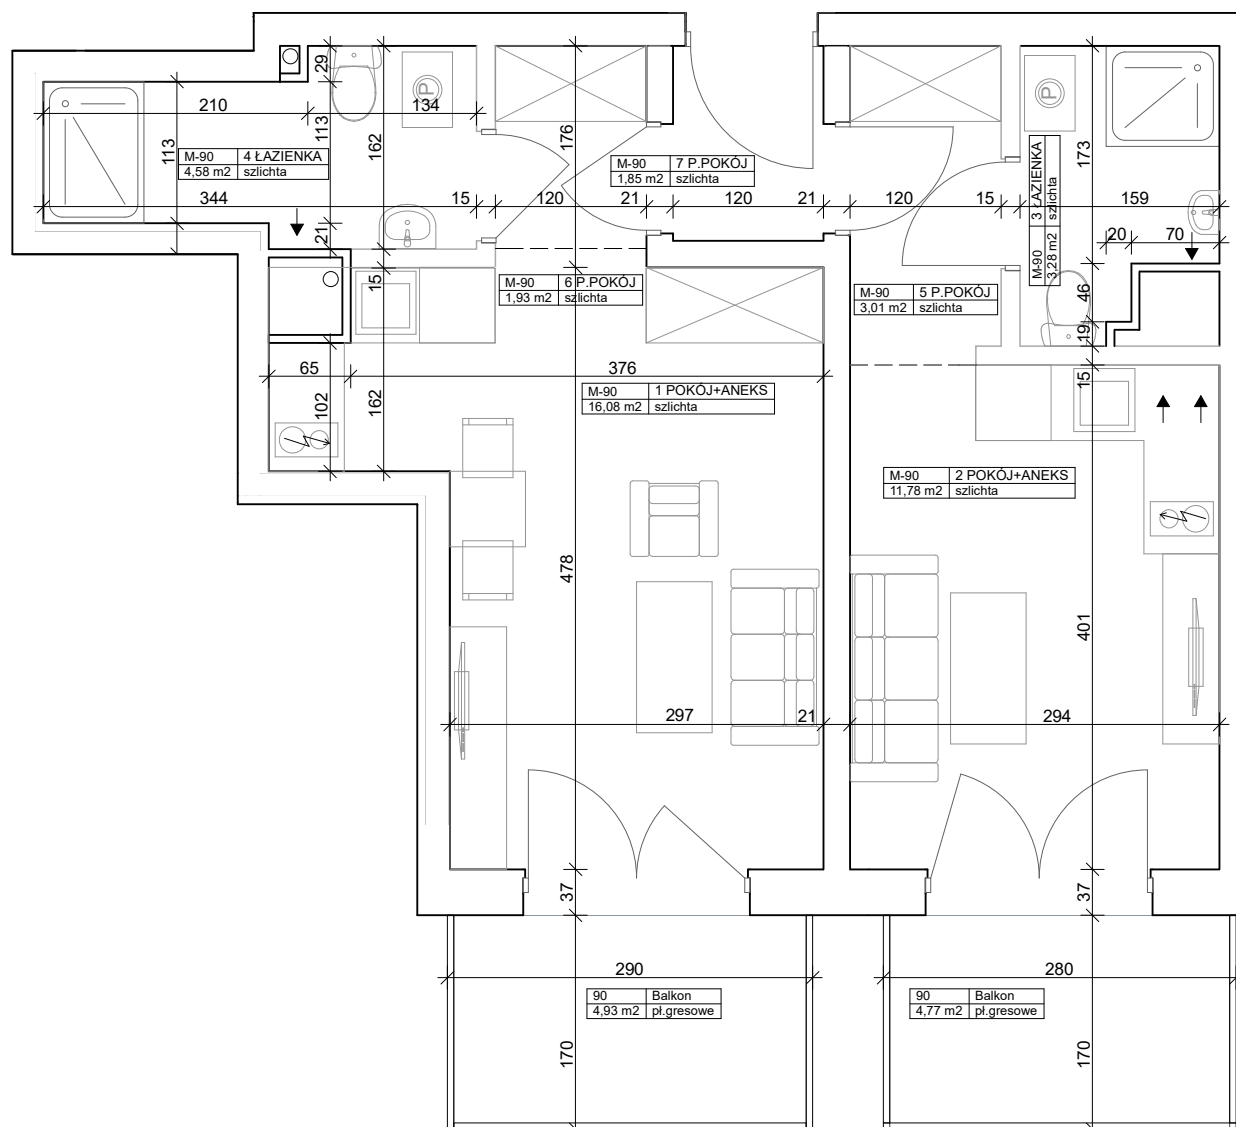 29
210
113
134
P
P
176
162
113
M-90 4 ŁAZIENKA
4,58 m2 szlichta
M-90 7 P.POKÓJ
1,85 m2 szlichta
M-90 3 ŁAZIENKA
3,28 m2 szlichta
173
344
15
120
21
120
21
120
15
159
21
20
70
15
M-90 6 P.POKÓJ
1,93 m2 szlichta
M-90 5 P.POKÓJ
3,01 m2 szlichta
46
19
65
376
15
102
162
M-90 1 POKÓJ+ANEKS
16,08 m2 szlichta
M-90 2 POKÓJ+ANEKS
11,78 m2 szlichta
478
401
297
21
294
37
37
290
280
90 Balkon
4,93 m2 pł.gresowe
90 Balkon
4,77 m2 pł.gresowe
170
170